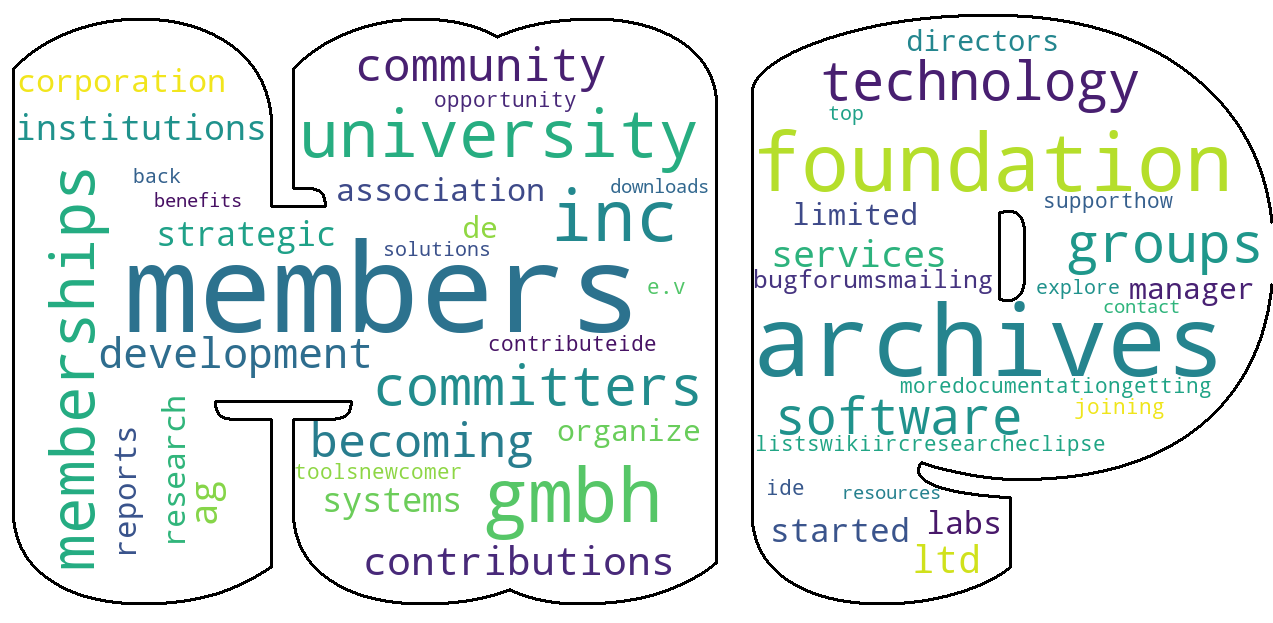 corporation
institutions
back
benefits
memberships
strategic
members
development
reports
research
ag
community
opportunity
university
association
downloads
inc
de
solutions
e.v
contributeide
committers
becoming
organize
toolsnewcomer
systems
gmbh
contributions
directors
technology
top
foundation
supporthow
limited
groups
services
bugforumsmailing
explore
manager
contact
archives
moredocumentationgetting
software
joining
listswikiircresearcheclipse
ide
resources
started
labs
ltd